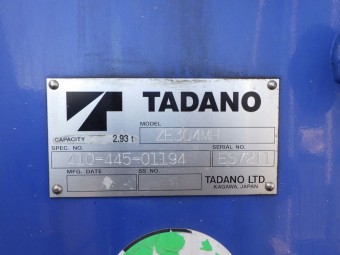 TADANO
MODEL
CAPACITY 2.93 t ZE304MH
SPEC. NO. SERIAL NO.
410-445-01194
MFG. DATE SS.NO.
TADANO LTD.
KAGAWA, JAPAN